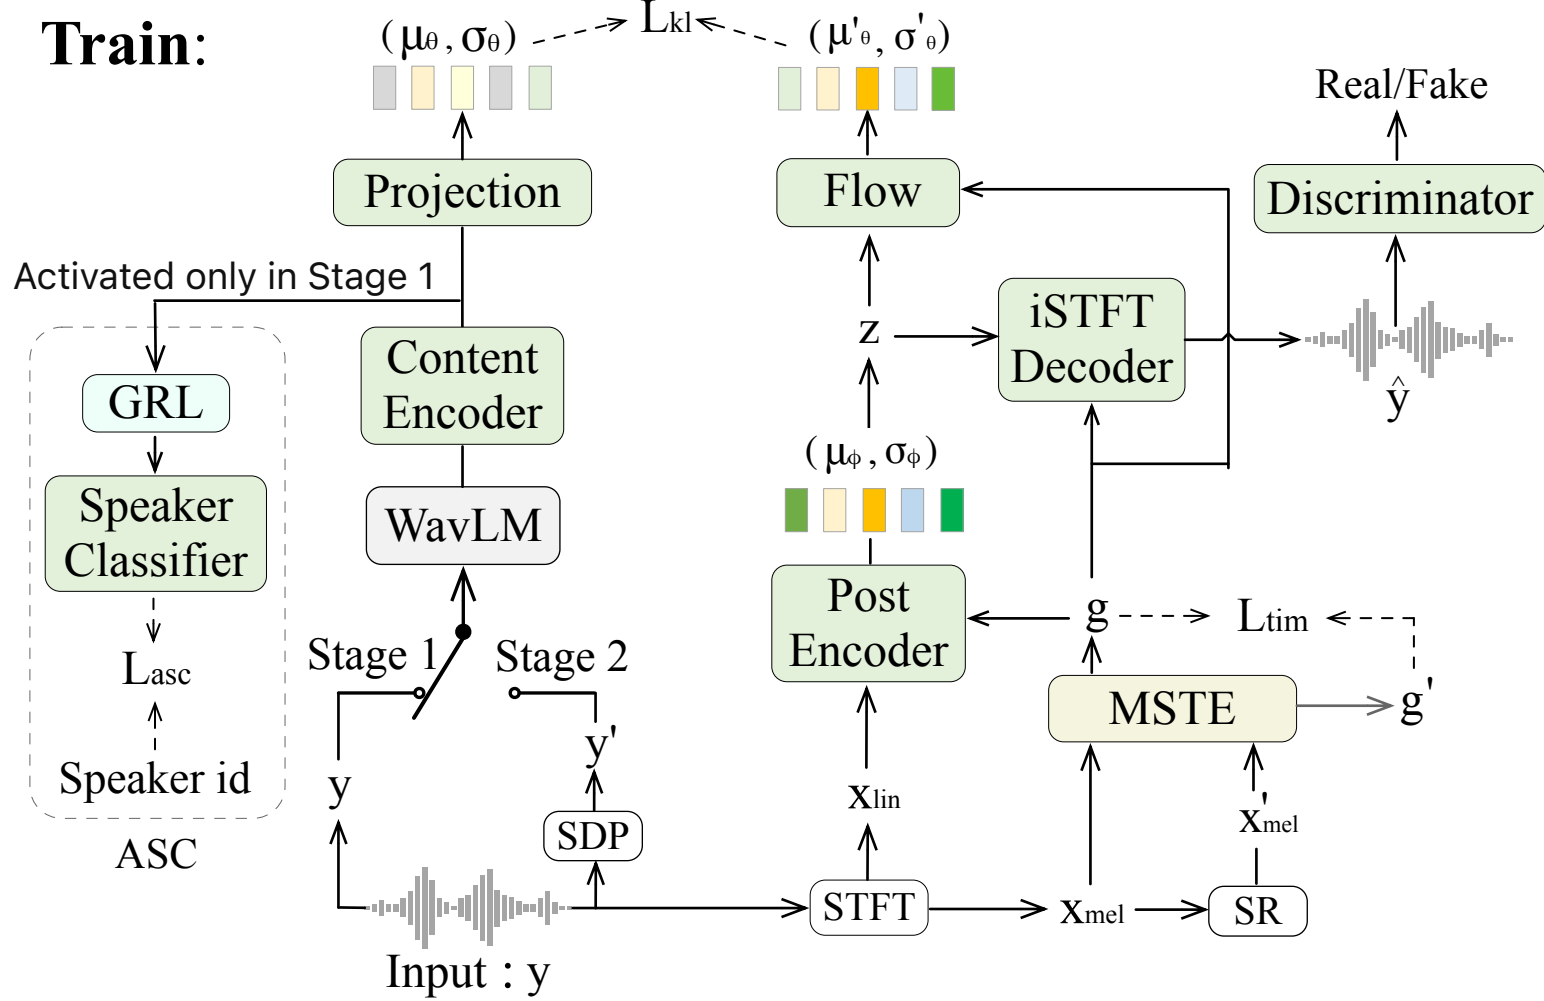 Train:
(μθ, σθ)
Lkl
(μ'θ, σ'θ)
Real/Fake
Projection
Flow
Discriminator
Activated only in Stage 1
iSTFT
Decoder
z
ŷ
Content
Encoder
GRL
(μϕ, σϕ)
Speaker
Classifier
WavLM
Post
Encoder
g
Ltim
Stage 1
Stage 2
Lasc
MSTE
g'
y'
Speaker id
y
xlin
x'mel
SDP
ASC
STFT
xmel
SR
Input : y